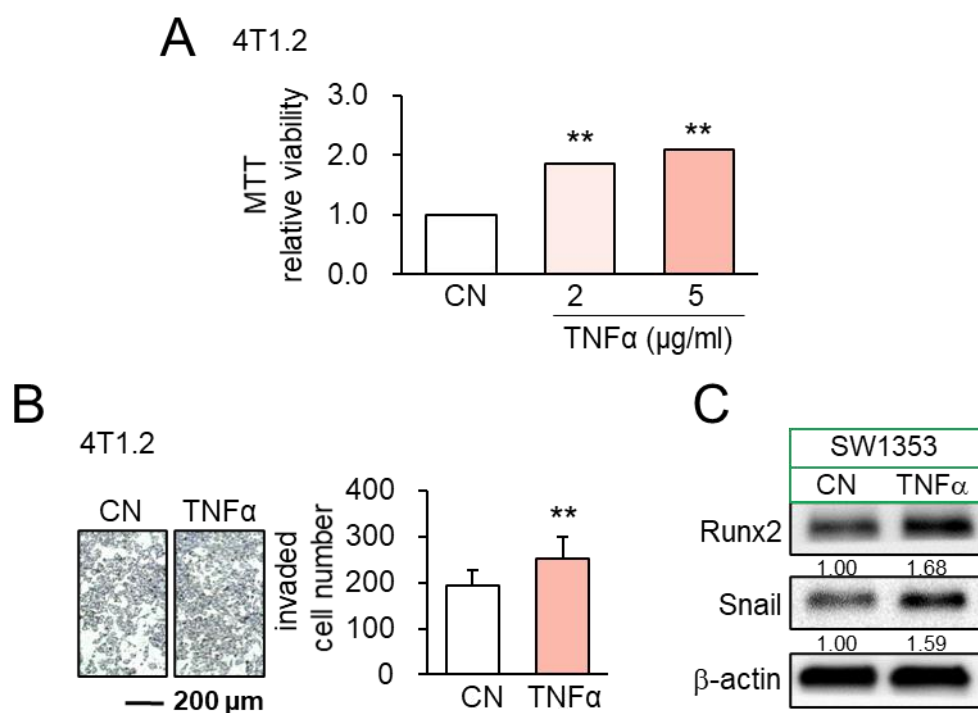 A
4T1.2
MTT
relative viability
3.0
2.0
1.0
0.0
**
**
CN
2
5
TNFα (µg/ml)
B
4T1.2
CN
TNFα
200 µm
invaded
cell number
400
300
200
100
0
**
CN
TNFα
C
SW1353
CN
TNFα
Runx2
1.00
1.68
Snail
1.00
1.59
β-actin